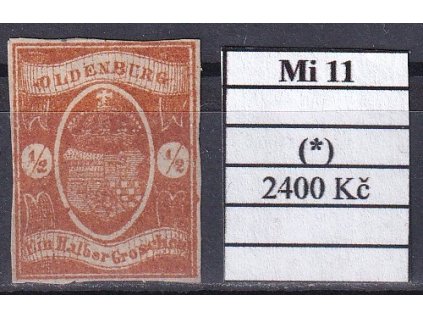 OLDENBURG
1/2 1/2
Ein Halber Groschen
Mi 11
(*)
2400 Kč